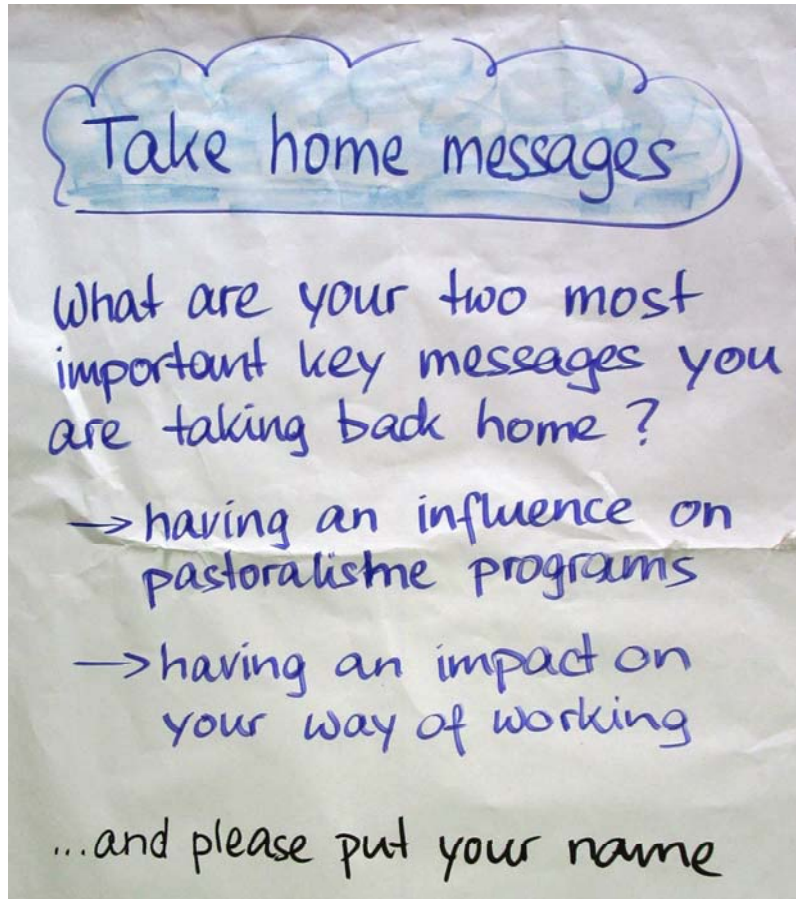 Take home messages
What are your two most
important key messages you
are taking back home ?
→ having an influence on
pastoralisme programs
→ having an impact on
your way of working
...and please put your name